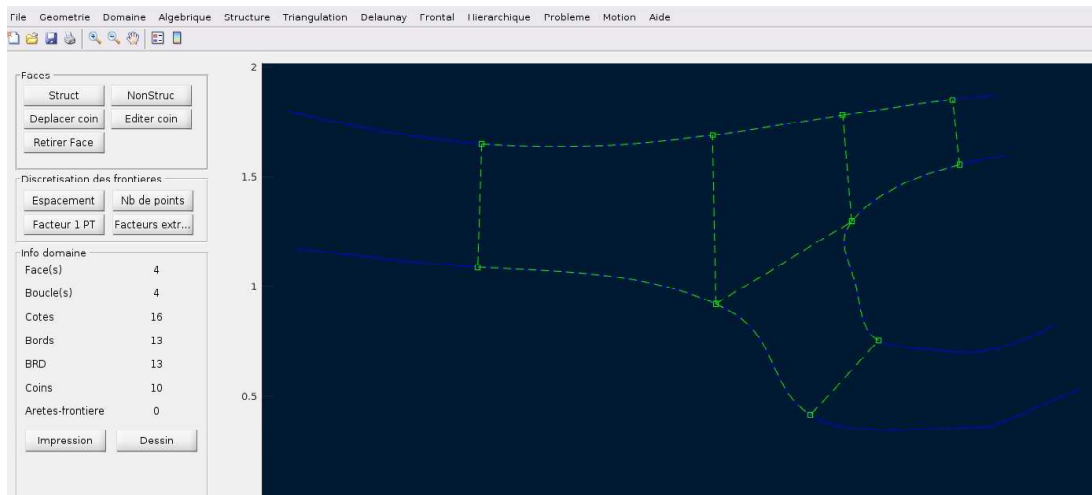 File Geometrie Domaine Algebrique Structure Triangulation Delaunay Frontal Hierarchique Probleme Motion Aide
Faces
Struct NonStruc
Deplacer coin Editer coin
Retirer Face
Discretisation des frontieres
Espacement Nb de points
Facteur 1 PT Facteurs extr...
Info domaine
Face(s) 4
Boucle(s) 4
Cotes 16
Bords 13
BRD 13
Coins 10
Aretes-frontiere 0
Impression Dessin
2
1.5
1
0.5